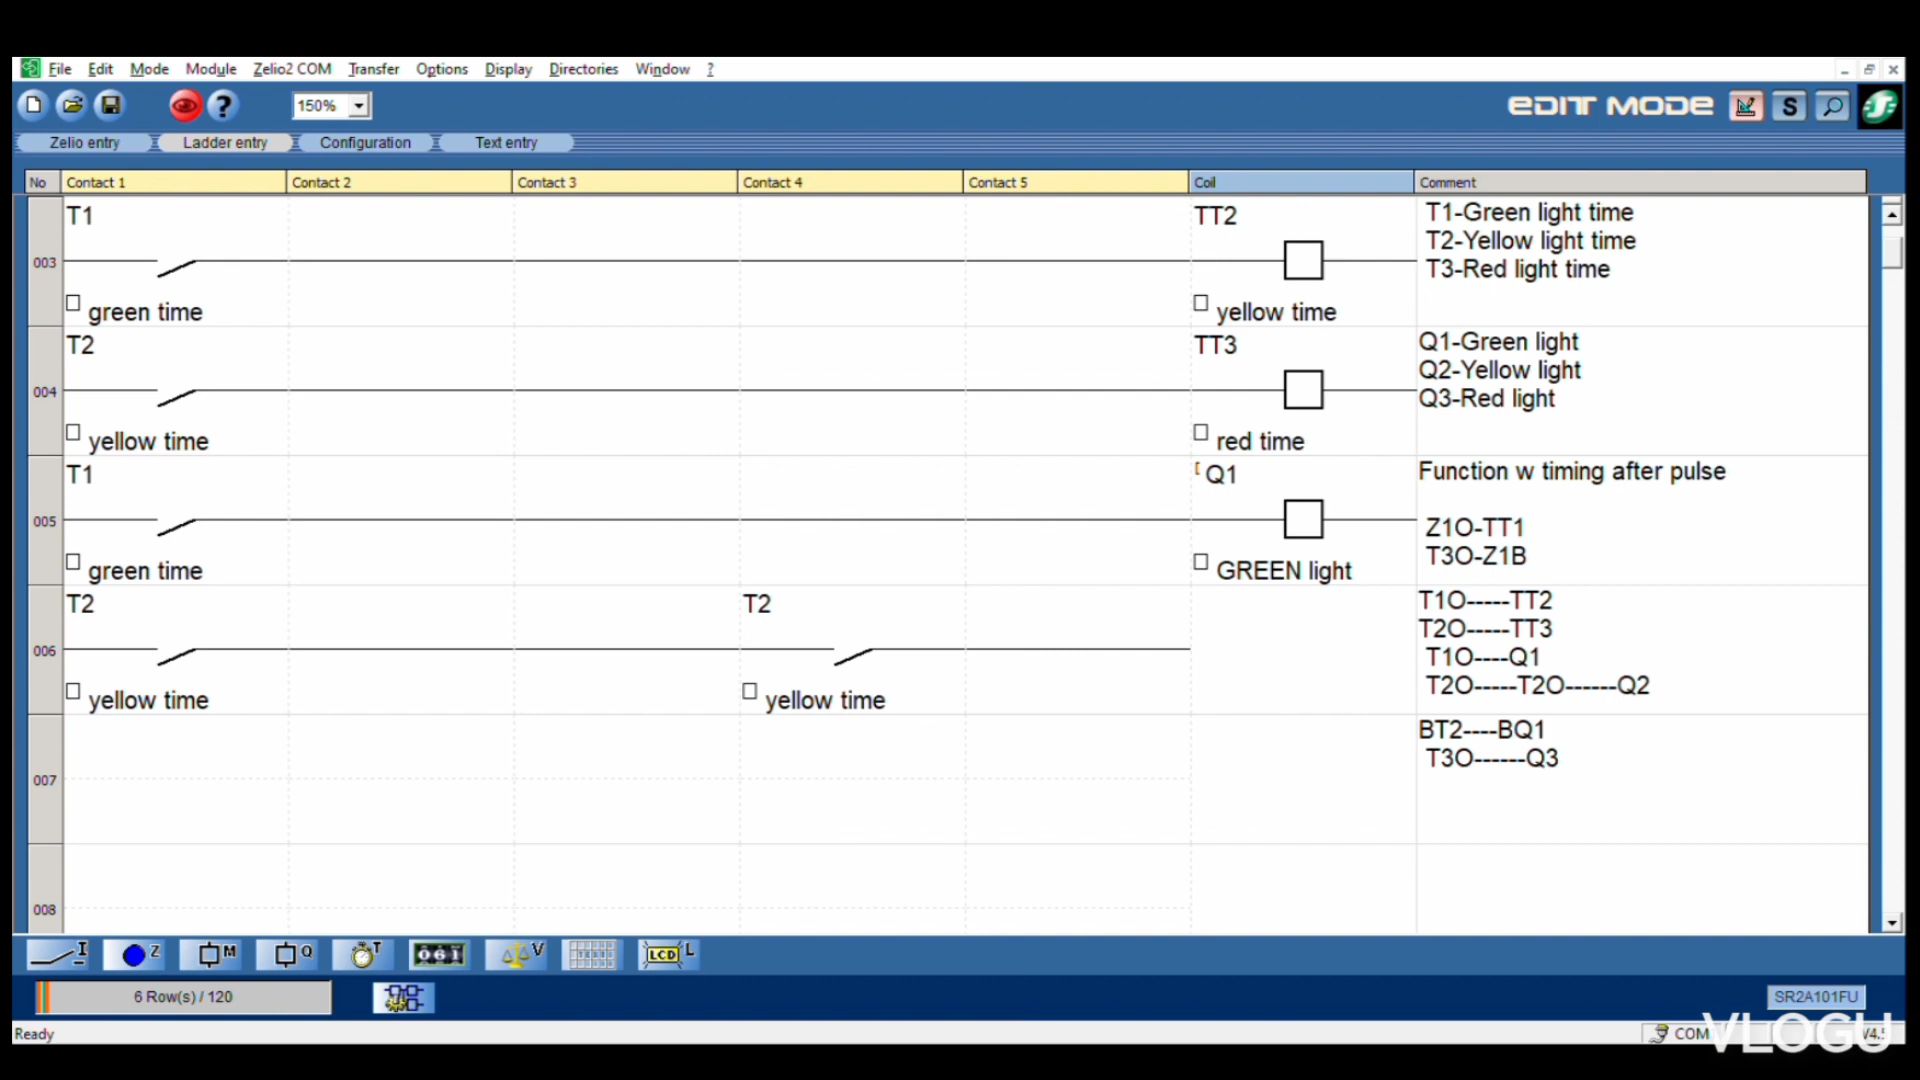 File Edit Mode Module Zelio2 COM Transfer Options Display Directories Window ?
150%
EDIT MODE
S
Zelio entry Ladder entry Configuration Text entry
No Contact 1 Contact 2 Contact 3 Contact 4 Contact 5 Coil Comment
T1 TT2 T1-Green light time
T2-Yellow light time
003 T3-Red light time
green time yellow time
T2 TT3 Q1-Green light
Q2-Yellow light
004 Q3-Red light
yellow time red time
T1 [ Q1 Function w timing after pulse
005 Z1O-TT1
T3O-Z1B
green time GREEN light
T2 T2 T1O-----TT2
T2O-----TT3
006 T1O----Q1
T2O-----T2O------Q2
yellow time yellow time
BT2----BQ1
T3O------Q3
007
008
I Z M Q T 061 V TEXT LCD L
6 Row(s) / 120
SR2A101FU
Ready COM V4.
VLOGU